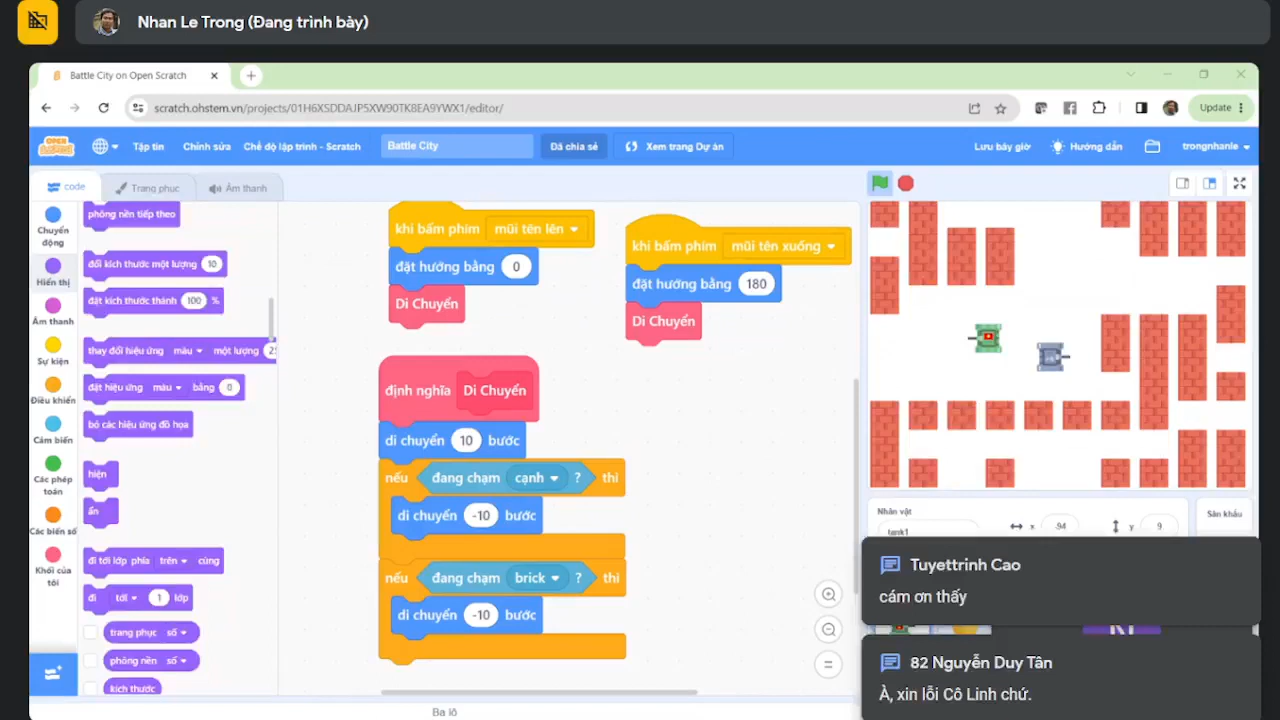 Nhan Le Trong (Đang trình bày)
Battle City on Open Scratch
scratch.ohstem.vn/projects/01H6XSDDAJP5XW90TK8EA9YWX1/editor/
Update
OPEN
Tập tin
Chỉnh sửa
Chế độ lập trình - Scratch
Battle City
Đã chia sẻ
Xem trang Dự án
Lưu bây giờ
Hướng dẫn
trongnhanle
code
Trang phục
Âm thanh
Chuyển động
Hiển thị
Âm thanh
Sự kiện
Điều khiển
Cảm biến
Các phép toán
Các biến số
Khối của tôi
phông nền tiếp theo
đổi kích thước một lượng 10
đặt kích thước thành 100 %
thay đổi hiệu ứng màu một lượng 25
đặt hiệu ứng màu bằng 0
bỏ các hiệu ứng đồ họa
hiện
ẩn
đi tới lớp phía trên cùng
đi tới 1 lớp
trang phục số
phông nền số
kích thước
khi bấm phím mũi tên lên
đặt hướng bằng 0
Di Chuyển
khi bấm phím mũi tên xuống
đặt hướng bằng 180
Di Chuyển
định nghĩa Di Chuyển
di chuyển 10 bước
nếu đang chạm cạnh ? thì
di chuyển -10 bước
nếu đang chạm brick ? thì
di chuyển -10 bước
Ba lô
Nhân vật
tank1
x -94
y 9
Sân khấu
Tuyettrinh Cao
cám ơn thấy
82 Nguyễn Duy Tân
À, xin lỗi Cô Linh chứ.